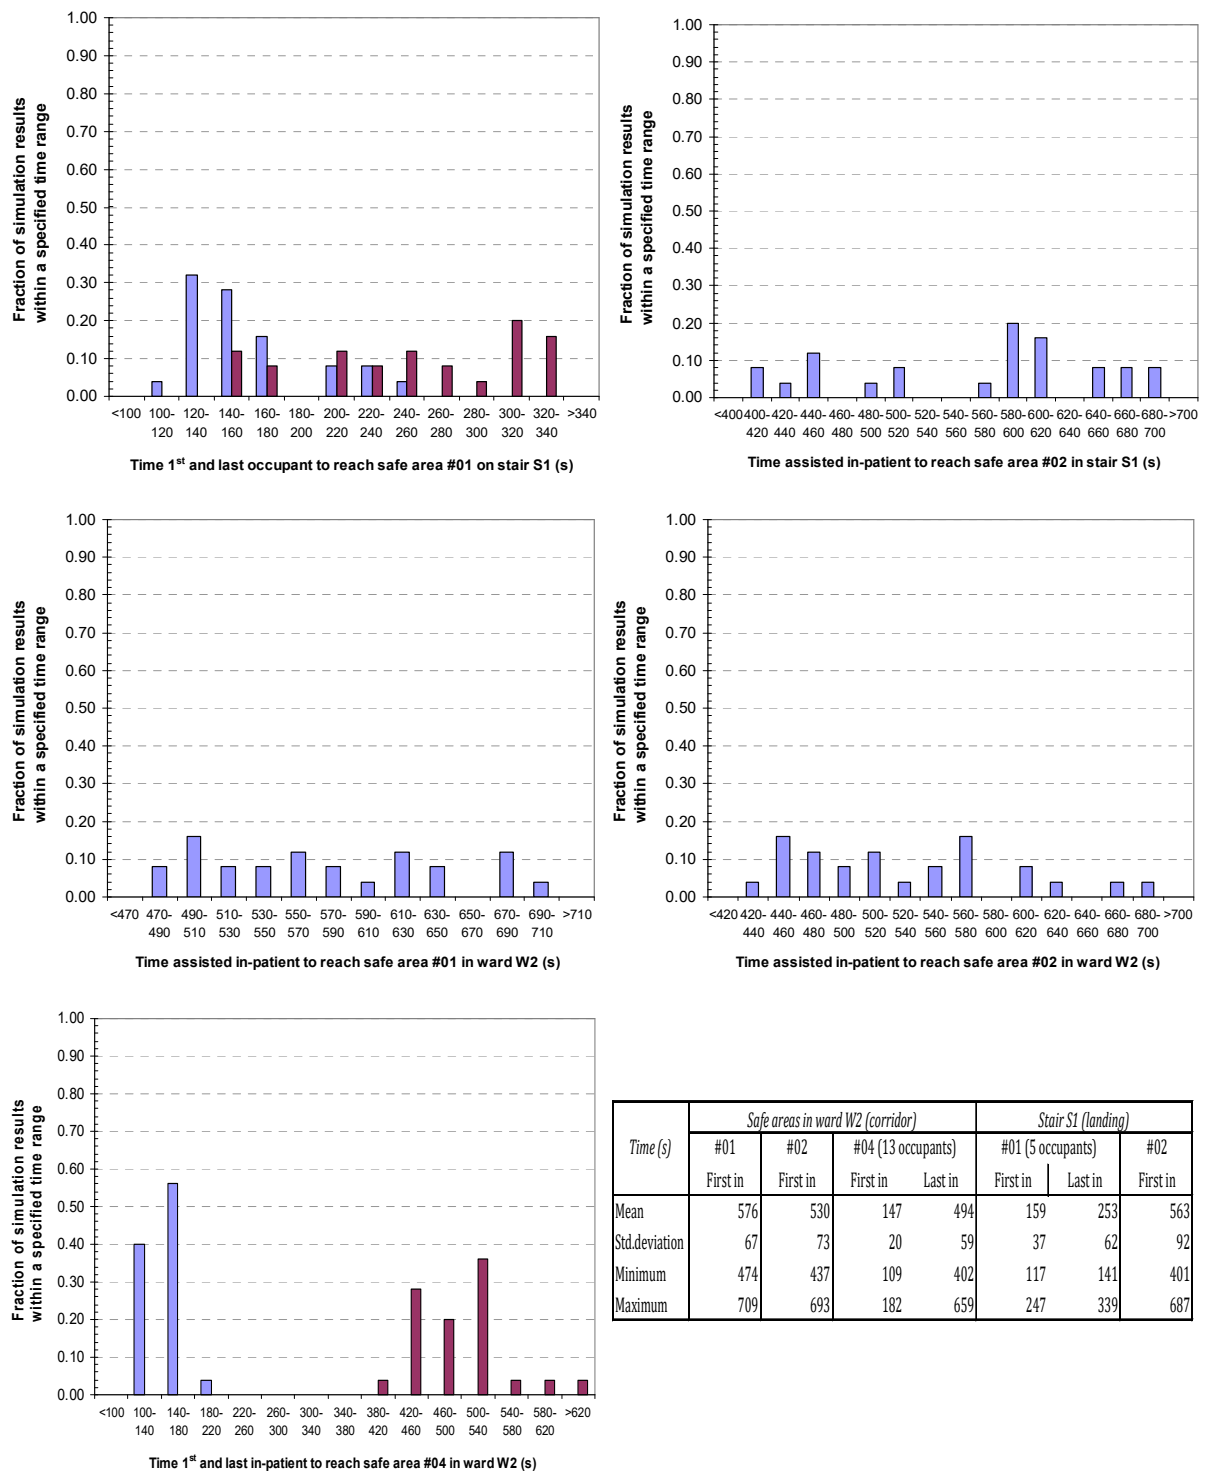 Fraction of simulation results
within a specified time range
1.00
0.90
0.80
0.70
0.60
0.50
0.40
0.30
0.20
0.10
0.00
<100 100- 120- 140- 160- 180- 200- 220- 240- 260- 280- 300- 320- >340
120 140 160 180 200 220 240 260 280 300 320 340
Time 1st and last occupant to reach safe area #01 on stair S1 (s)
Fraction of simulation results
within a specified time range
1.00
0.90
0.80
0.70
0.60
0.50
0.40
0.30
0.20
0.10
0.00
<400 400- 420- 440- 460- 480- 500- 520- 540- 560- 580- 600- 620- 640- 660- 680- >700
420 440 460 480 500 520 540 560 580 600 620 640 660 680 700
Time assisted in-patient to reach safe area #02 in stair S1 (s)
Fraction of simulation results
within a specified time range
1.00
0.90
0.80
0.70
0.60
0.50
0.40
0.30
0.20
0.10
0.00
<470 470- 490- 510- 530- 550- 570- 590- 610- 630- 650- 670- 690- >710
490 510 530 550 570 590 610 630 650 670 690 710
Time assisted in-patient to reach safe area #01 in ward W2 (s)
Fraction of simulation results
within a specified time range
1.00
0.90
0.80
0.70
0.60
0.50
0.40
0.30
0.20
0.10
0.00
<420 420- 440- 460- 480- 500- 520- 540- 560- 580- 600- 620- 640- 660- 680- >700
440 460 480 500 520 540 560 580 600 620 640 660 680 700
Time assisted in-patient to reach safe area #02 in ward W2 (s)
Fraction of simulation results
within a specified time range
1.00
0.90
0.80
0.70
0.60
0.50
0.40
0.30
0.20
0.10
0.00
<100 100- 140- 180- 220- 260- 300- 340- 380- 420- 460- 500- 540- 580- >620
140 180 220 260 300 340 380 420 460 500 540 580 620
Time 1st and last in-patient to reach safe area #04 in ward W2 (s)
Safe areas in ward W2 (corridor) Stair S1 (landing)
Time (s) #01 #02 #04 (13 occupants) #01 (5 occupants) #02
First in First in First in Last in First in Last in First in
Mean 576 530 147 494 159 253 563
Std.deviation 67 73 20 59 37 62 92
Minimum 474 437 109 402 117 141 401
Maximum 709 693 182 659 247 339 687